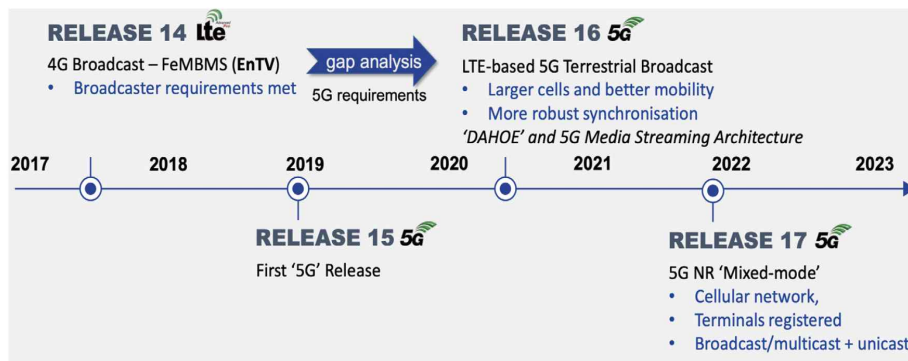 RELEASE 14 Lte
4G Broadcast – FeMBMS (EnTV)
• Broadcaster requirements met
gap analysis
5G requirements
RELEASE 16 5G
LTE-based 5G Terrestrial Broadcast
• Larger cells and better mobility
• More robust synchronisation
‘DAHOE’ and 5G Media Streaming Architecture
2017 2018 2019 2020 2021 2022 2023
RELEASE 15 5G
First ‘5G’ Release
RELEASE 17 5G
5G NR ‘Mixed-mode’
• Cellular network,
• Terminals registered
• Broadcast/multicast + unicast